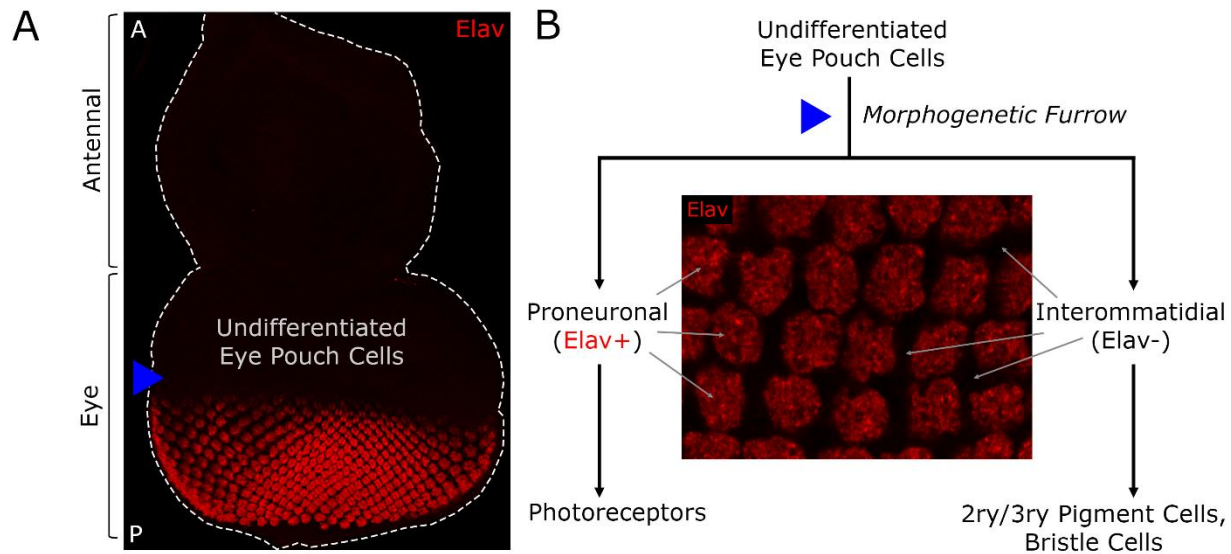 A
A
Elav
Antennal
Eye
Undifferentiated
Eye Pouch Cells
P
B
Undifferentiated
Eye Pouch Cells
Morphogenetic Furrow
Elav
Proneuronal
(Elav+)
Interommatidial
(Elav-)
Photoreceptors
2ry/3ry Pigment Cells,
Bristle Cells